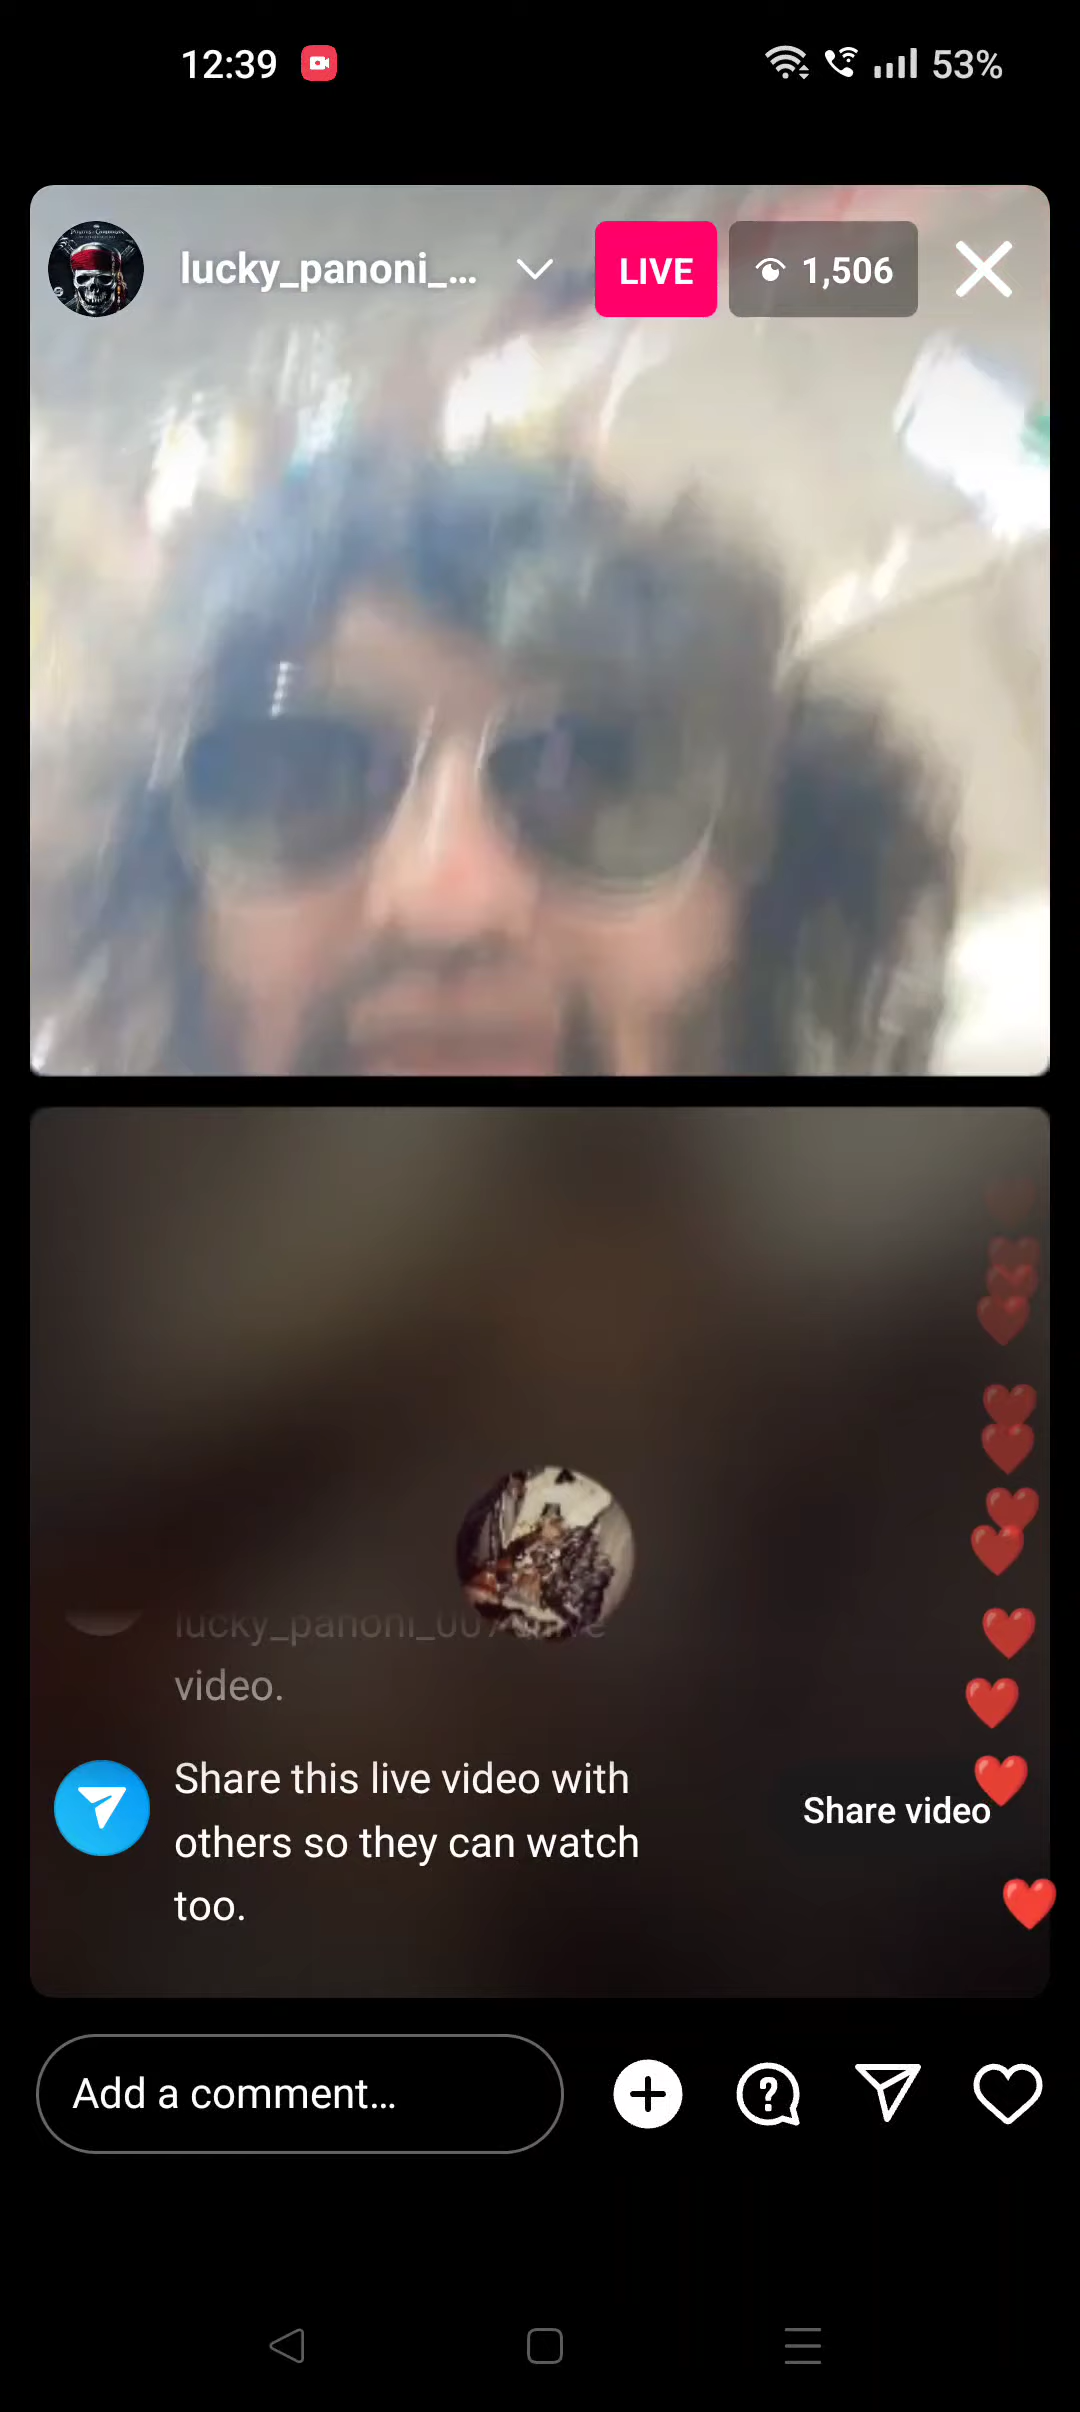 12:39
53%
lucky_panoni_...
LIVE
1,506
video.
Share this live video with
others so they can watch
too.
Share video
Add a comment...